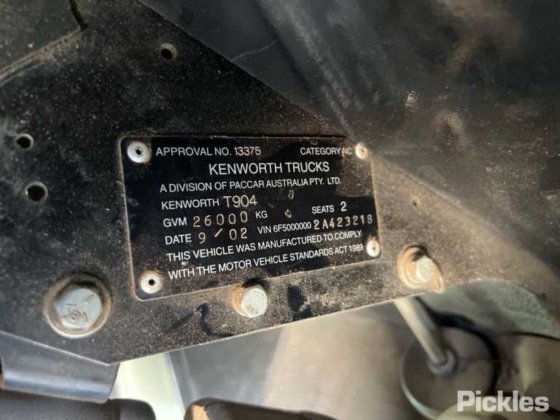 APPROVAL NO. 13375 CATEGORY NC
KENWORTH TRUCKS
A DIVISION OF PACCAR AUSTRALIA PTY. LTD.
KENWORTH T904
GVM 26000 KG SEATS 2
DATE 9/02 VIN 6F5000000 2A423218
THIS VEHICLE WAS MANUFACTURED TO COMPLY
WITH THE MOTOR VEHICLE STANDARDS ACT 1989
Pickles